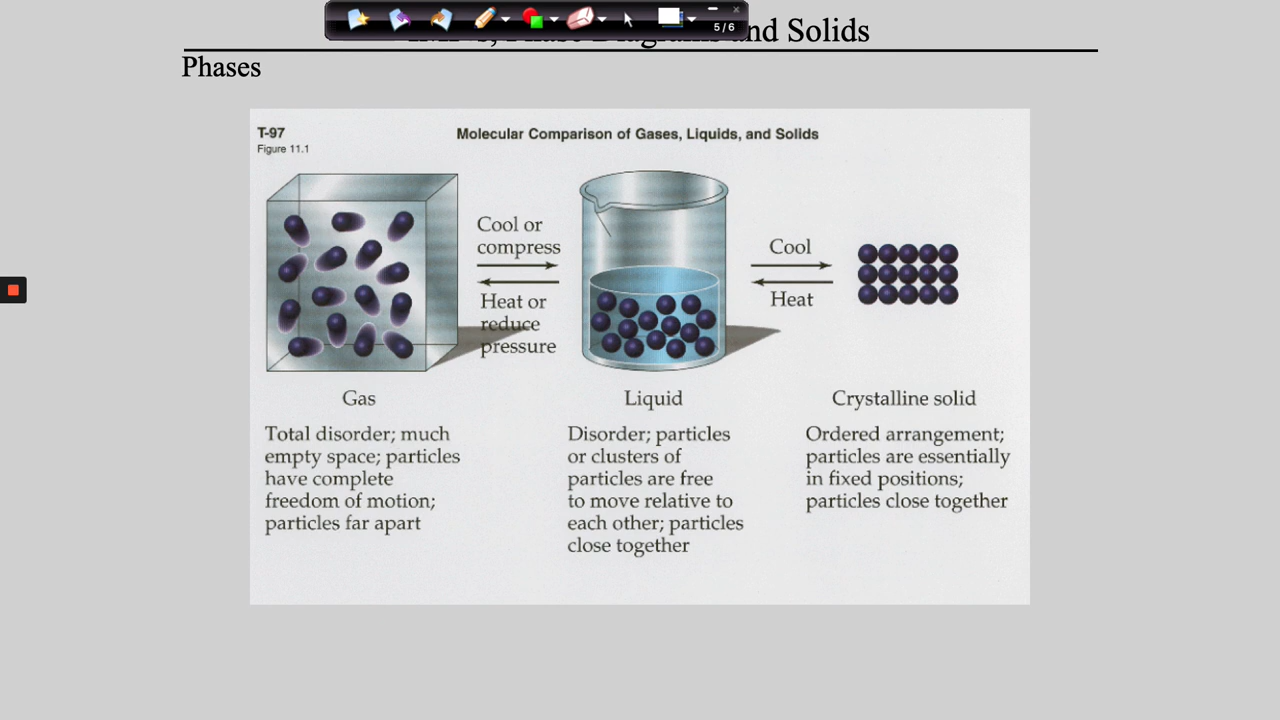 5/6
Diagrams and Solids
Phases
T-97
Figure 11.1
Molecular Comparison of Gases, Liquids, and Solids
Cool or
compress
Heat or
reduce
pressure
Cool
Heat
Gas
Liquid
Crystalline solid
Total disorder; much
empty space; particles
have complete
freedom of motion;
particles far apart
Disorder; particles
or clusters of
particles are free
to move relative to
each other; particles
close together
Ordered arrangement;
particles are essentially
in fixed positions;
particles close together